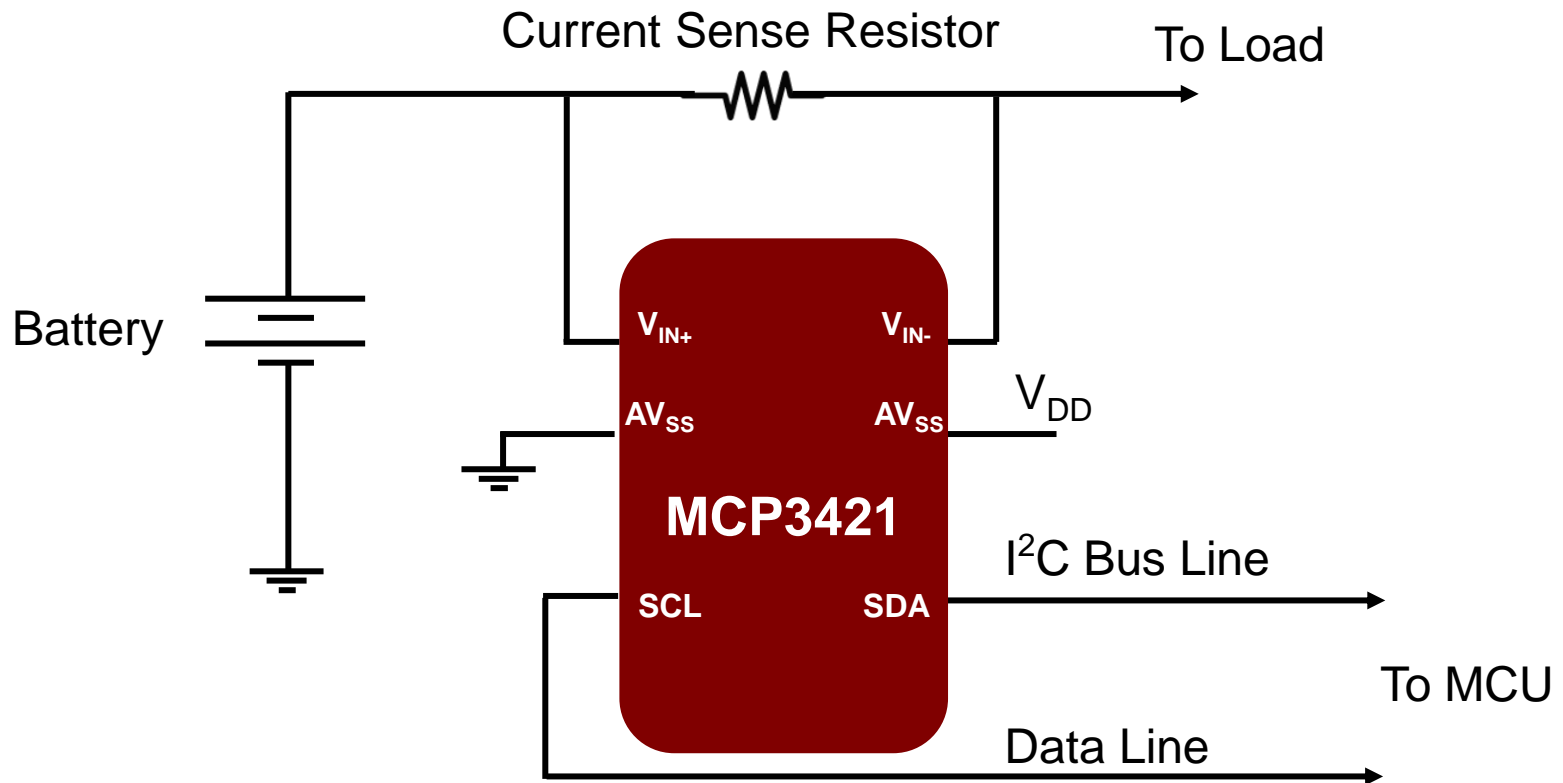 Current Sense Resistor
To Load
Battery
VIN+
VIN-
AVSS
AVSS
VDD
MCP3421
I2C Bus Line
SCL
SDA
To MCU
Data Line